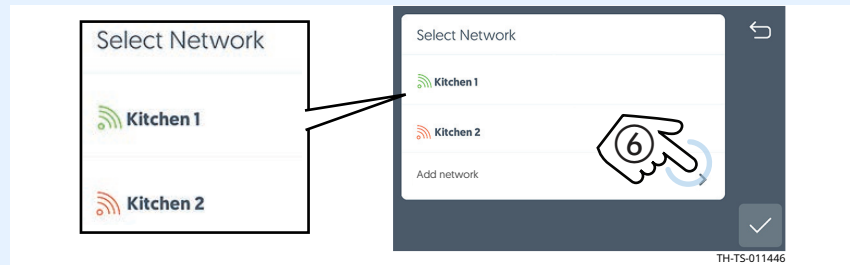 Select Network
Kitchen 1
Kitchen 2
Select Network
Kitchen 1
Kitchen 2
Add network
6
TH-TS-011446